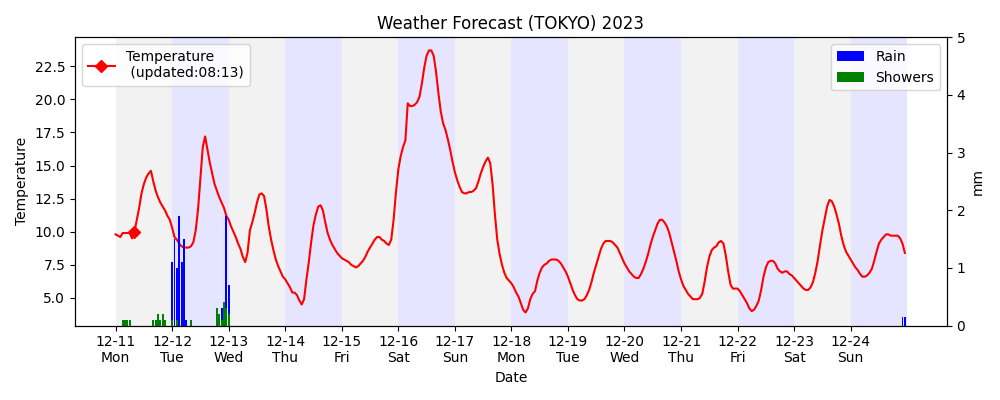 Weather Forecast (TOKYO) 2023
Temperature
(updated:08:13)
Rain
Showers
22.5
20.0
17.5
15.0
12.5
10.0
7.5
5.0
Temperature
5
4
3
2
1
0
mm
12-11 12-12 12-13 12-14 12-15 12-16 12-17 12-18 12-19 12-20 12-21 12-22 12-23 12-24
Mon Tue Wed Thu Fri Sat Sun Mon Tue Wed Thu Fri Sat Sun
Date